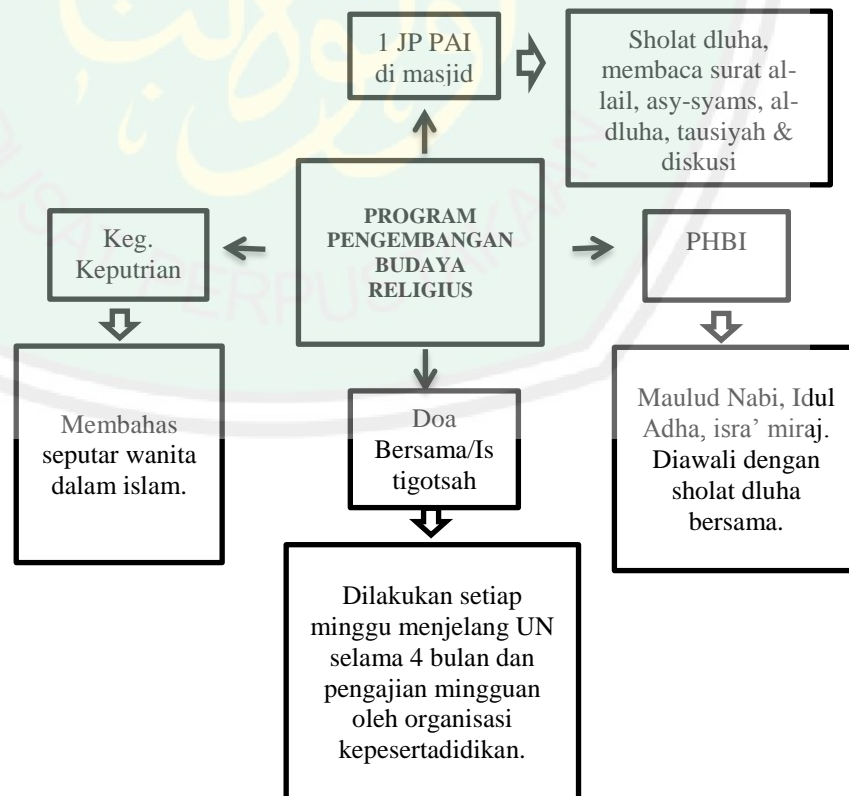 1 JP PAI
di masjid
Sholat dluha,
membaca surat al-
lail, asy-syams, al-
dluha, tausiyah &
diskusi
PROGRAM
PENGEMBANGAN
BUDAYA
RELIGIUS
Keg.
Keputrian
PHBI
Membahas
seputar wanita
dalam islam.
Doa
Bersama/Is
tigotsah
Maulud Nabi, Idul
Adha, isra’ miraj.
Diawali dengan
sholat dluha
bersama.
Dilakukan setiap
minggu menjelang UN
selama 4 bulan dan
pengajian mingguan
oleh organisasi
kepesertadidikan.